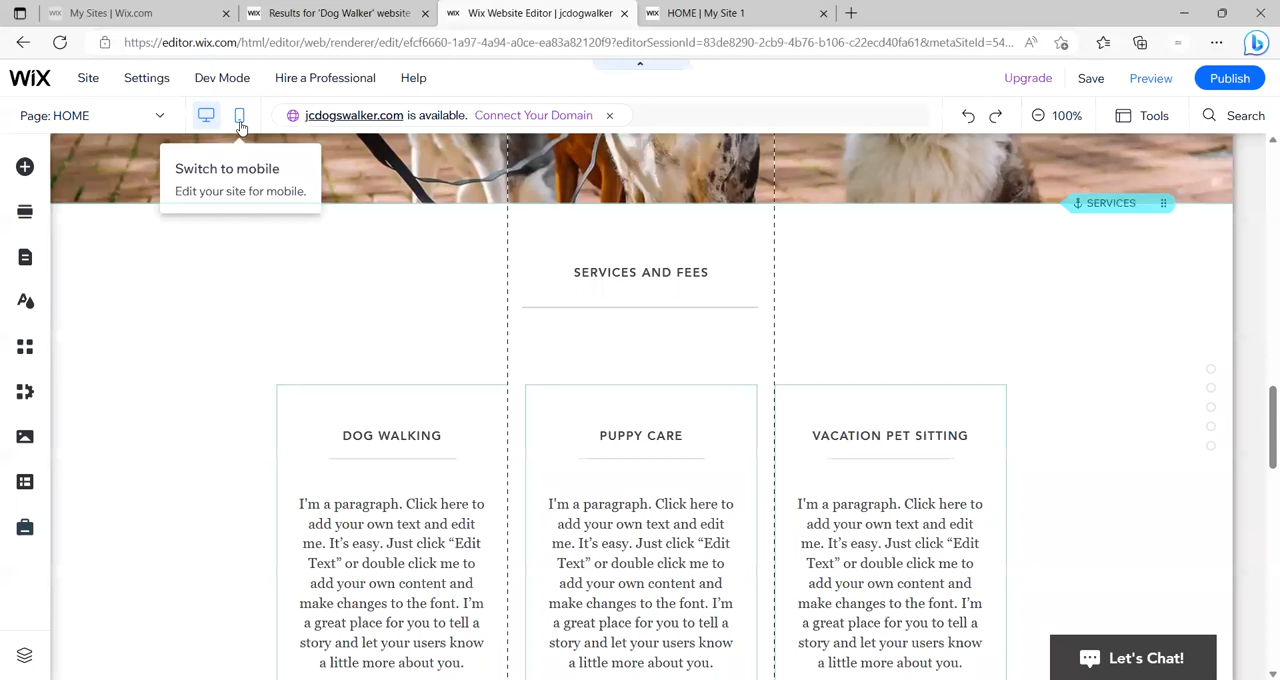 My Sites | Wix.com
Results for 'Dog Walker' website
Wix Website Editor | jcdogwalker
HOME | My Site 1
https://editor.wix.com/html/editor/web/renderer/edit/efcf6660-1a97-4a94-a0ce-ea83a82120f9?editorSessionId=83de8290-2cb9-4b76-b106-c22ecd40fa61&metaSiteId=54...
WiX Site Settings Dev Mode Hire a Professional Help Upgrade Save Preview Publish
Page: HOME jcdogswalker.com is available. Connect Your Domain 100% Tools Search
Switch to mobile
Edit your site for mobile.
SERVICES
SERVICES AND FEES
DOG WALKING
I'm a paragraph. Click here to
add your own text and edit
me. It's easy. Just click “Edit
Text” or double click me to
add your own content and
make changes to the font. I'm
a great place for you to tell a
story and let your users know
a little more about you.
PUPPY CARE
I'm a paragraph. Click here to
add your own text and edit
me. It's easy. Just click “Edit
Text” or double click me to
add your own content and
make changes to the font. I'm
a great place for you to tell a
story and let your users know
a little more about you.
VACATION PET SITTING
I'm a paragraph. Click here to
add your own text and edit
me. It's easy. Just click “Edit
Text” or double click me to
add your own content and
make changes to the font. I'm
a great place for you to tell a
story and let your users know
a little more about you.
Let's Chat!